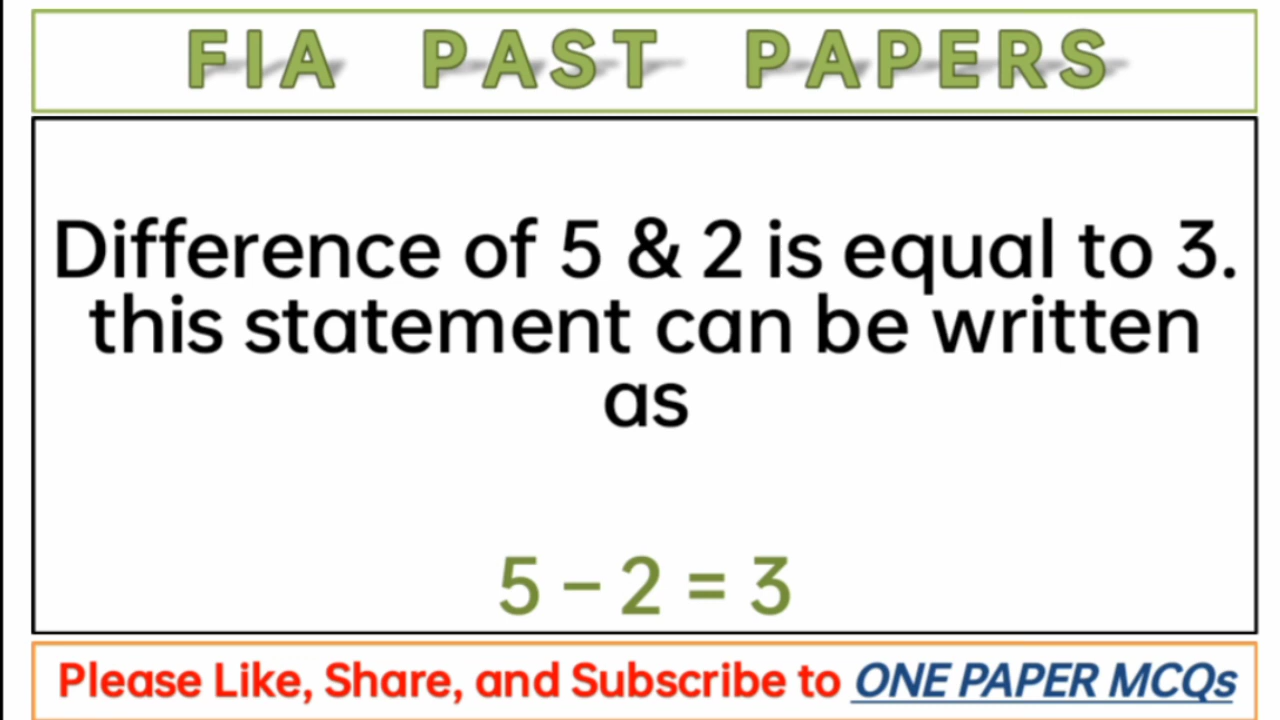 FIA PAST PAPERS
Difference of 5 & 2 is equal to 3.
this statement can be written
as
5 – 2 = 3
Please Like, Share, and Subscribe to ONE PAPER MCQs